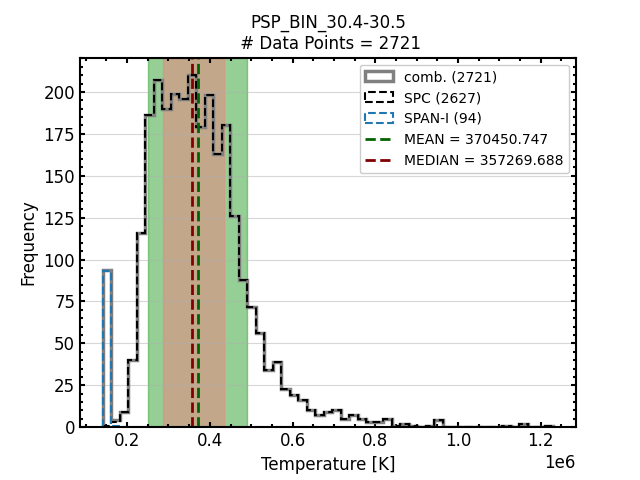 PSP_BIN_30.4-30.5
# Data Points = 2721
comb. (2721)
SPC (2627)
SPAN-I (94)
MEAN = 370450.747
MEDIAN = 357269.688
Frequency
200
175
150
125
100
75
50
25
0
0.2 0.4 0.6 0.8 1.0 1.2
1e6
Temperature [K]